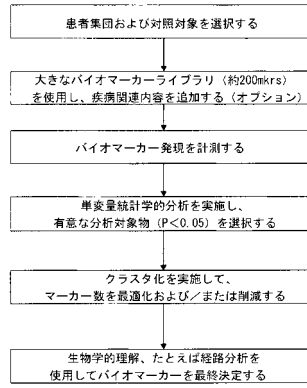 患者集団および対照対象を選択する
大きなバイオマーカーライブラリ（約200mkrs）
を使用し、疾病関連内容を追加する（オプション）
バイオマーカー発現を計測する
単変量統計学的分析を実施し、
有意な分析対象物（P＜0.05）を選択する
クラスタ化を実施して、
マーカー数を最適化および／または削減する
生物学的理解、たとえば経路分析を
使用してバイオマーカーを最終決定する